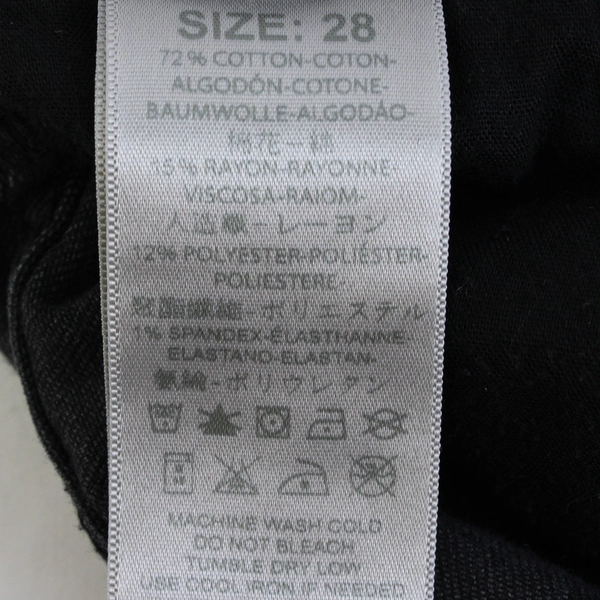 SIZE: 28
72% COTTON-COTON-
ALGODÓN-COTONE-
BAUMWOLLE-ALGODÃO-
棉花-綿
15% RAYON-RAYONNE-
VISCOSA-RAIOM-
人造纖-レーヨン
12% POLYESTER-POLIÉSTER-
POLIESTERE-
聚脂纖維-ポリエステル
1% SPANDEX-ÉLASTHANNE-
ELASTANO-ELASTAN-
-ポリウレタン
MACHINE WASH COLD
DO NOT BLEACH
TUMBLE DRY LOW
USE COOL IRON IF NEEDED